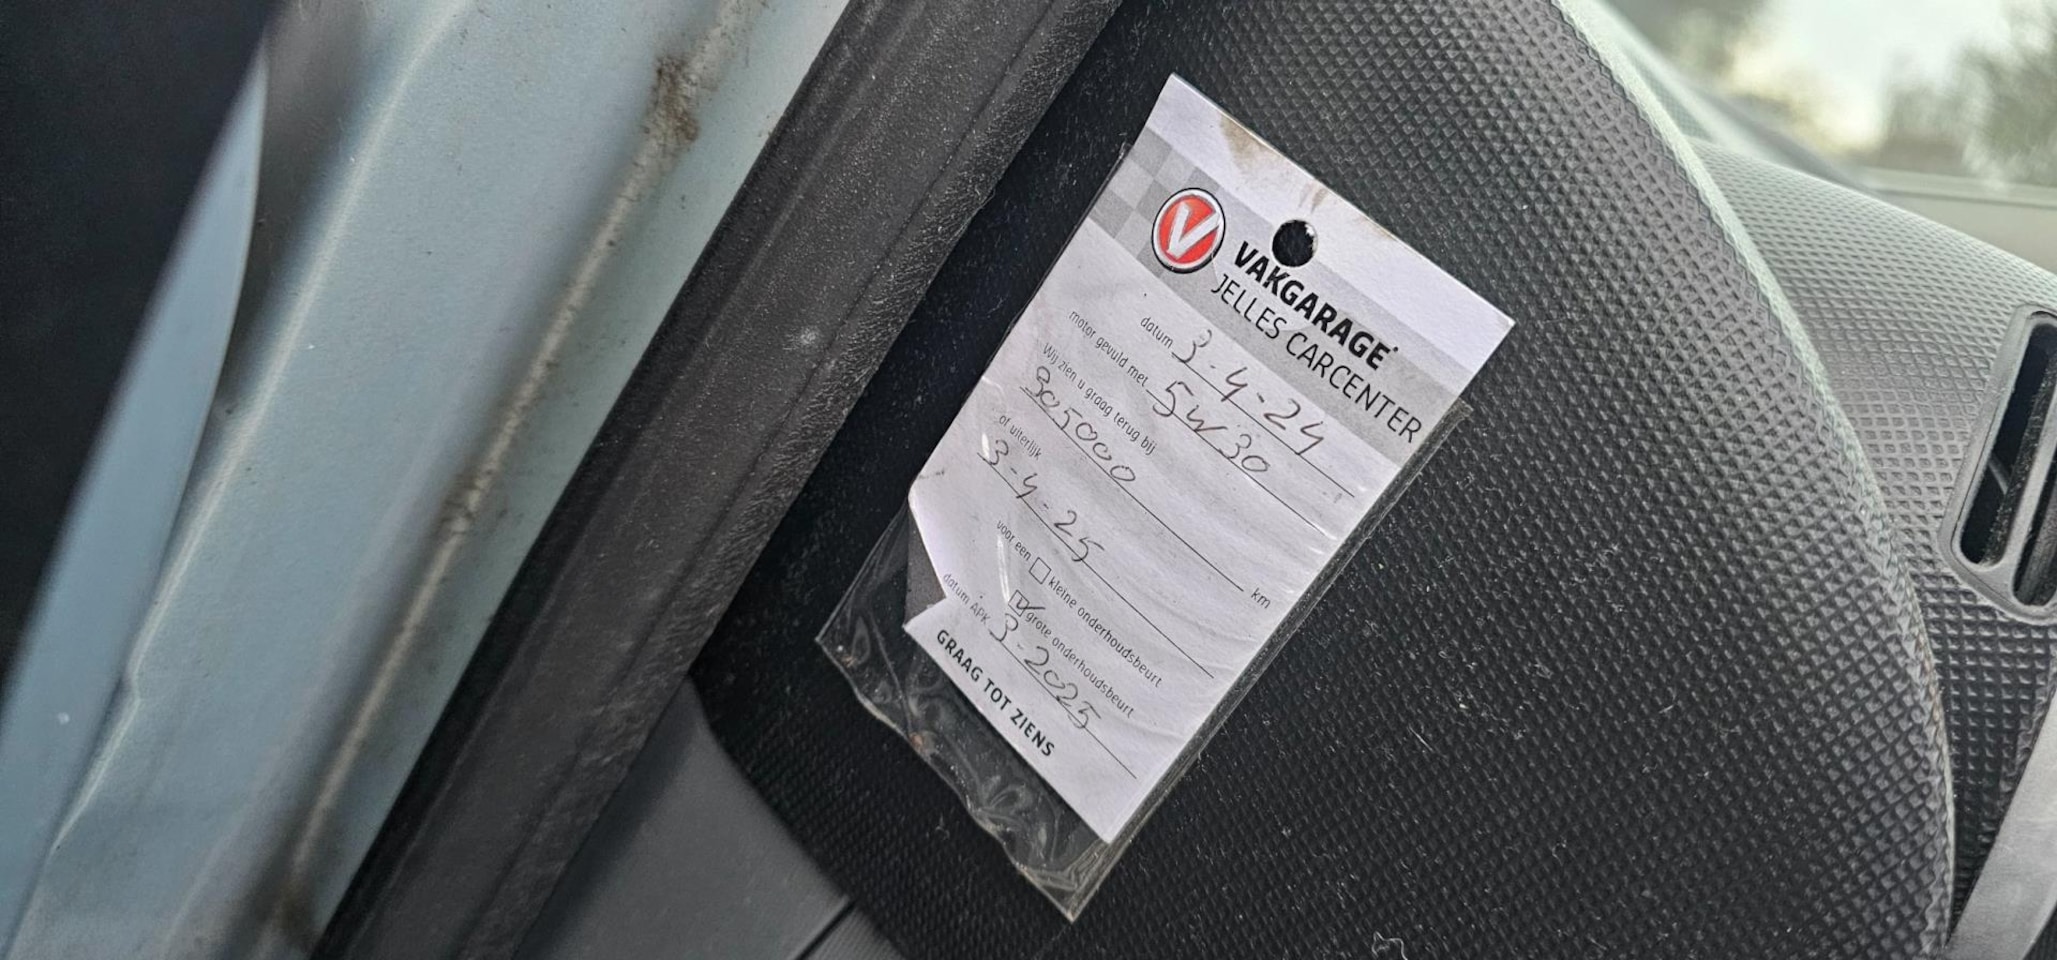 V
VAKGARAGE
JELLES CARCENTER
datum 3-4-24
motor gevuld met 5w30
Wij zien u graag terug bij
305000 km
of uiterlijk
3-4-25
voor een kleine onderhoudsbeurt
grote onderhoudsbeurt
datum APK 3-2025
GRAAG TOT ZIENS